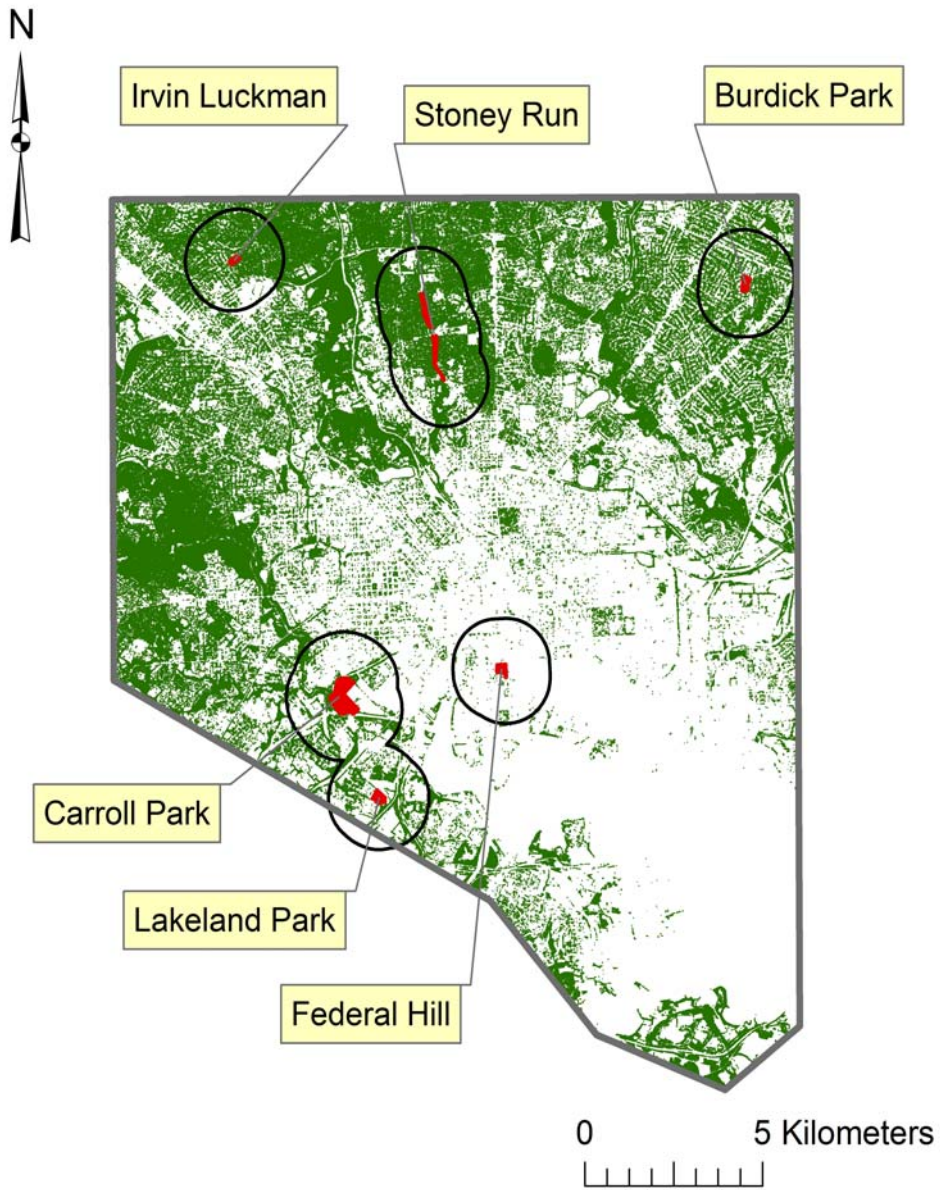 N
Irvin Luckman
Stoney Run
Burdick Park
Carroll Park
Lakeland Park
Federal Hill
0 5 Kilometers